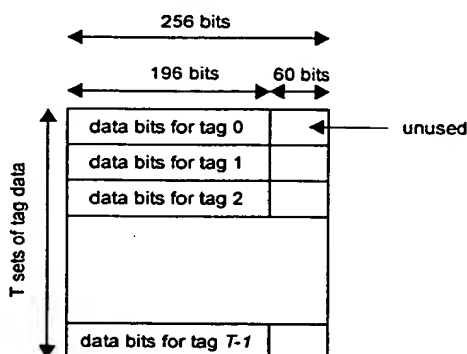 256 bits
196 bits
60 bits
data bits for tag 0
unused
data bits for tag 1
data bits for tag 2
T sets of tag data
data bits for tag T-1